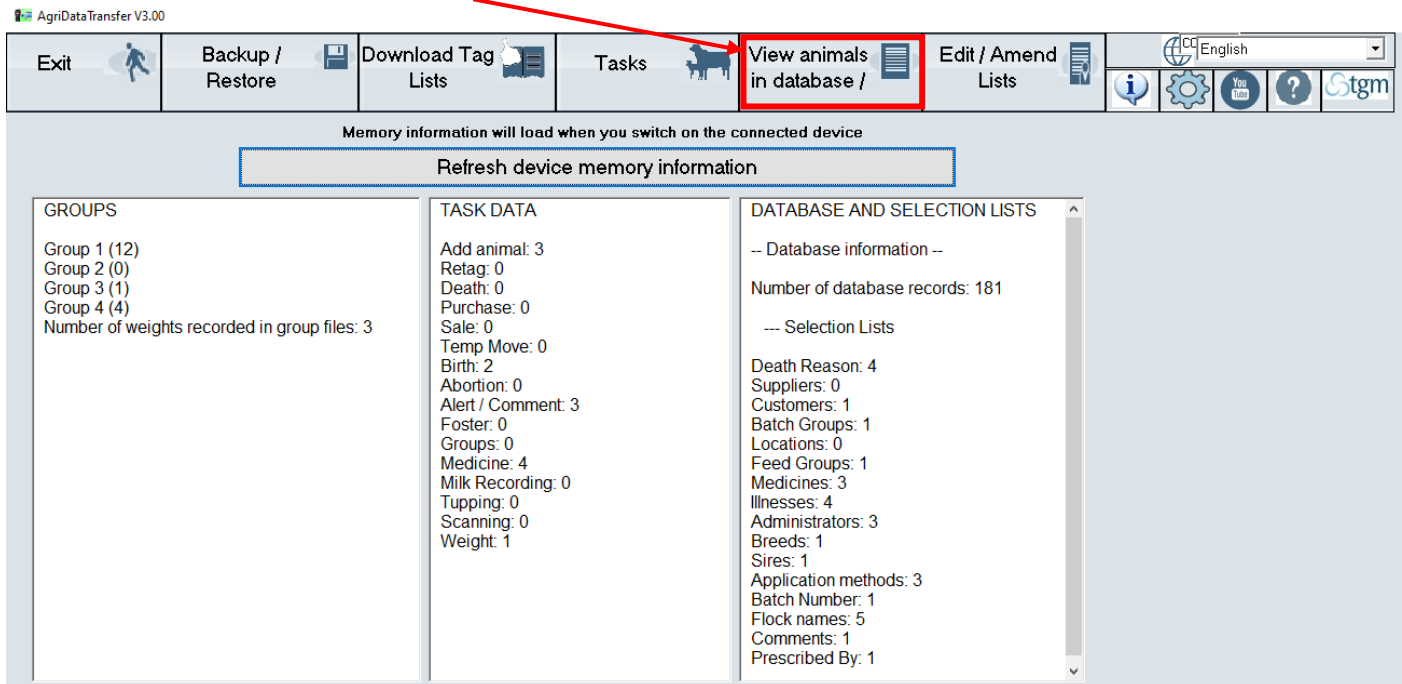 AgriDataTransfer V3.00
Exit
Backup /
Restore
Download Tag
Lists
Tasks
View animals
in database /
Edit / Amend
Lists
English
i
You
Tube
?
tgm
Memory information will load when you switch on the connected device
Refresh device memory information
GROUPS
Group 1 (12)
Group 2 (0)
Group 3 (1)
Group 4 (4)
Number of weights recorded in group files: 3
TASK DATA
Add animal: 3
Retag: 0
Death: 0
Purchase: 0
Sale: 0
Temp Move: 0
Birth: 2
Abortion: 0
Alert / Comment: 3
Foster: 0
Groups: 0
Medicine: 4
Milk Recording: 0
Tupping: 0
Scanning: 0
Weight: 1
DATABASE AND SELECTION LISTS
-- Database information --
Number of database records: 181
--- Selection Lists
Death Reason: 4
Suppliers: 0
Customers: 1
Batch Groups: 1
Locations: 0
Feed Groups: 1
Medicines: 3
Illnesses: 4
Administrators: 3
Breeds: 1
Sires: 1
Application methods: 3
Batch Number: 1
Flock names: 5
Comments: 1
Prescribed By: 1